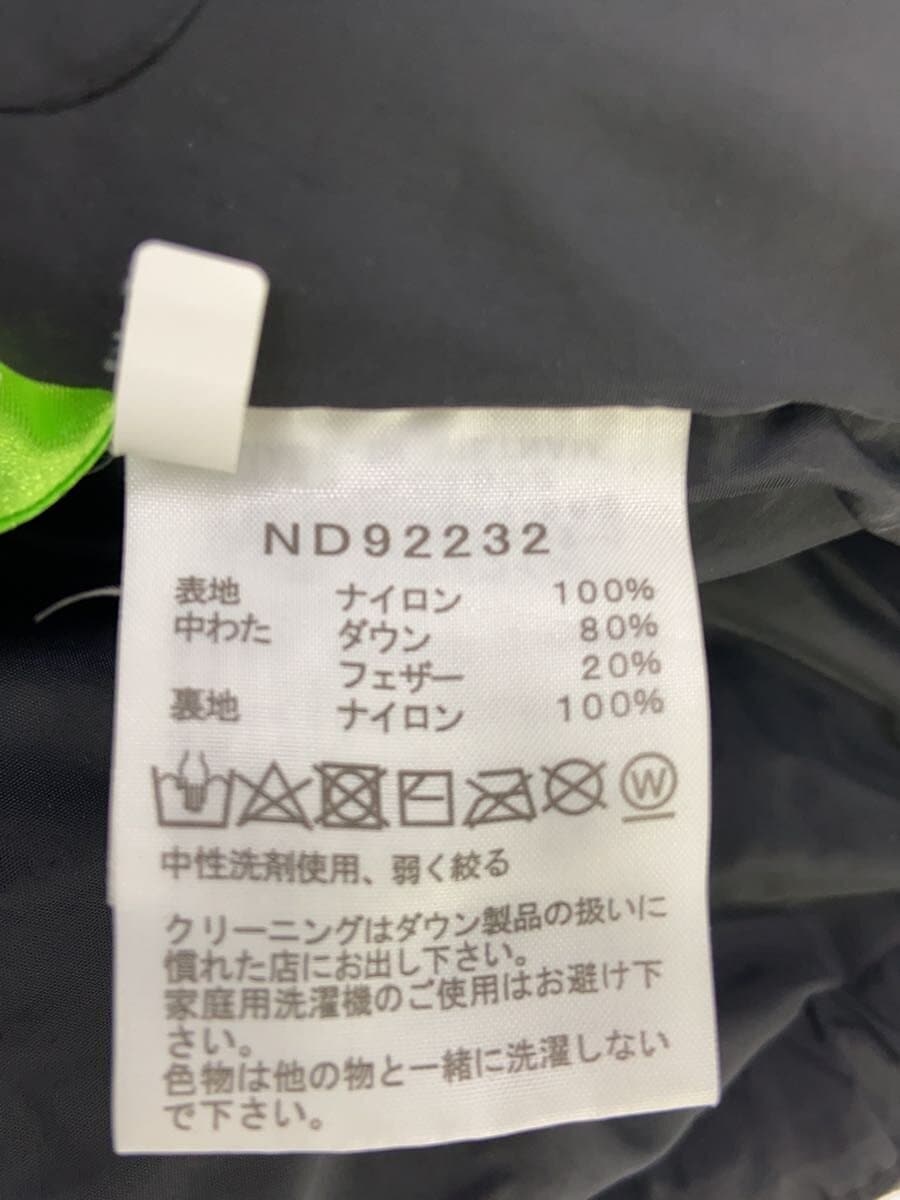 ND92232
表地 ナイロン 100%
中わた ダウン 80%
フェザー 20%
裏地 ナイロン 100%
W
中性洗剤使用、弱く絞る
クリーニングはダウン製品の扱いに
慣れた店にお出し下さい。
家庭用洗濯機のご使用はお避け下
さい。
色物は他の物と一緒に洗濯しない
で下さい。